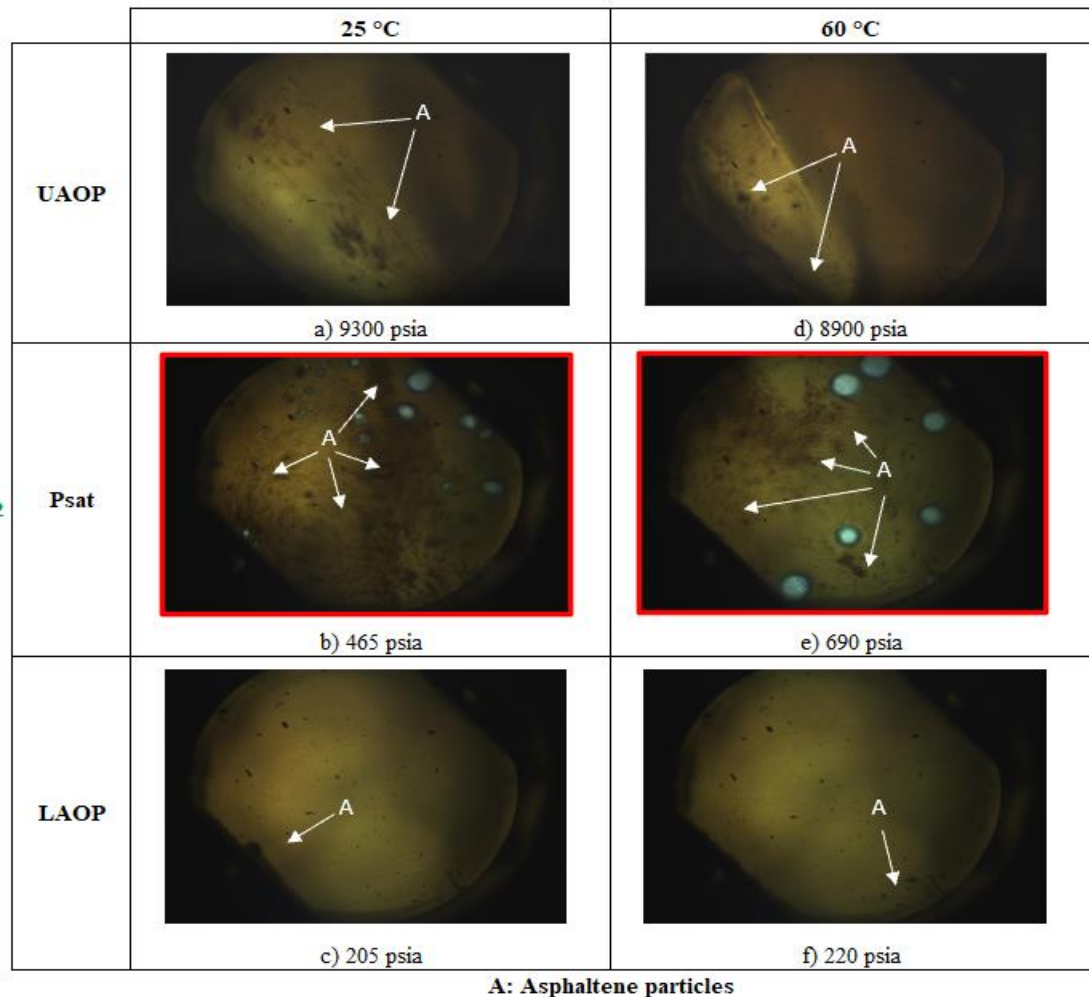 25 °C
60 °C
UAOP
A
A
a) 9300 psia
d) 8900 psia
Psat
A
A
b) 465 psia
e) 690 psia
LAOP
A
A
c) 205 psia
f) 220 psia
A: Asphaltene particles